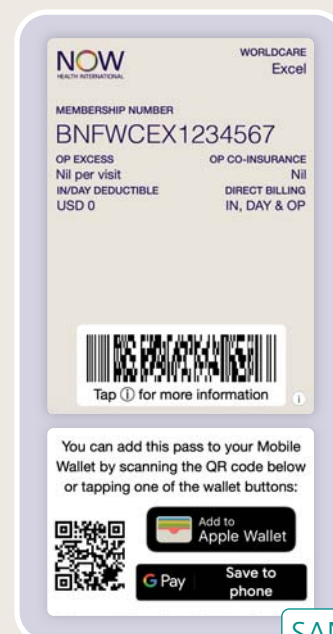 NOW
HEALTH INTERNATIONAL
WORLDCARE
Excel
MEMBERSHIP NUMBER
BNFWCEX1234567
OP EXCESS
Nil per visit
OP CO-INSURANCE
Nil
IN/DAY DEDUCTIBLE
USD 0
DIRECT BILLING
IN, DAY & OP
Tap ⓘ for more information
ⓘ
You can add this pass to your Mobile
Wallet by scanning the QR code below
or tapping one of the wallet buttons:
Add to
Apple Wallet
G Pay
Save to
phone